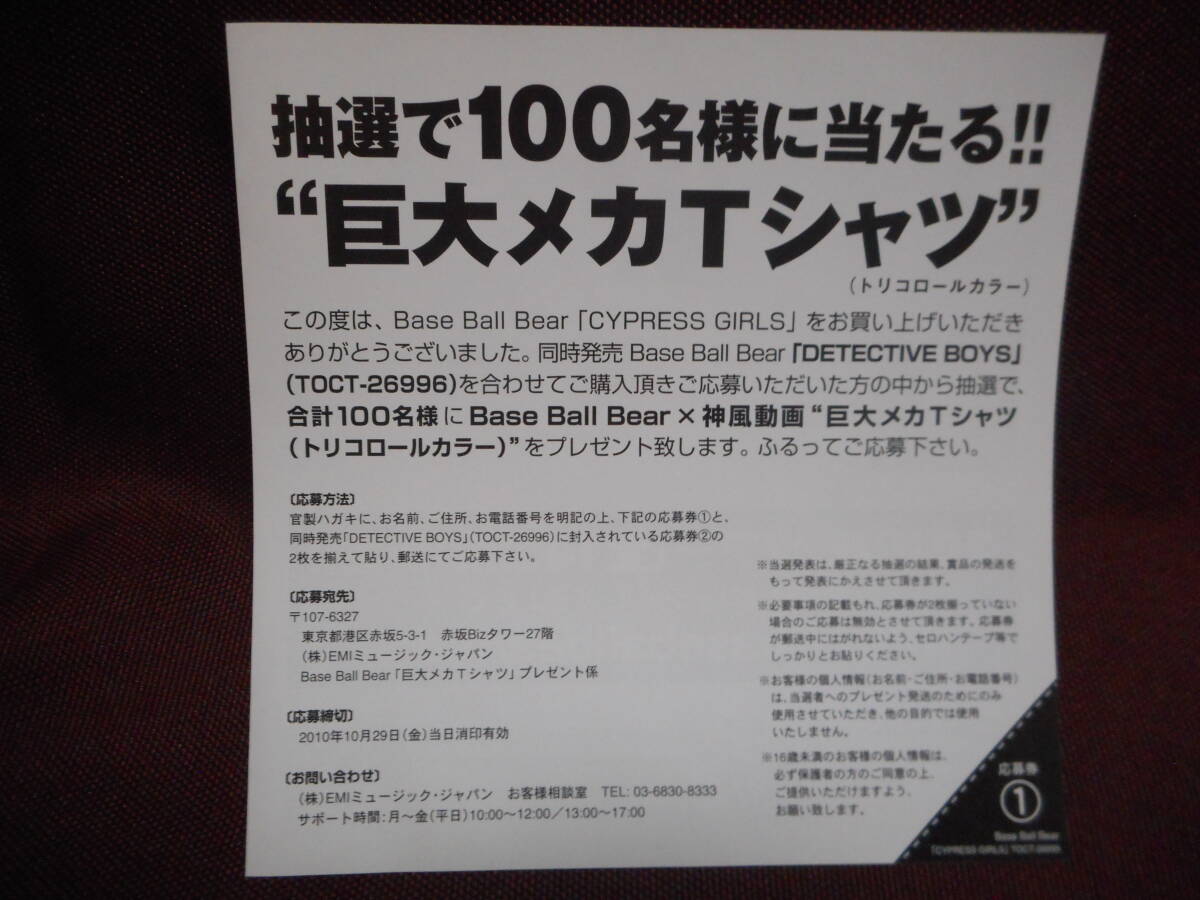 抽選で100名様に当たる!!
“巨大メカTシャツ”
(トリコロールカラー)
この度は、Base Ball Bear「CYPRESS GIRLS」をお買い上げいただき
ありがとうございました。同時発売 Base Ball Bear「DETECTIVE BOYS」
(TOCT-26996)を合わせてご購入頂きご応募いただいた方の中から抽選で、
合計100名様に Base Ball Bear×神風動画 “巨大メカTシャツ
(トリコロールカラー)” をプレゼント致します。ふるってご応募下さい。
〔応募方法〕
官製ハガキに、お名前、ご住所、お電話番号を明記の上、下記の応募券①と、
同時発売「DETECTIVE BOYS」(TOCT-26996)に封入されている応募券②の
2枚を揃えて貼り、郵送にてご応募下さい。
〔応募宛先〕
〒107-6327
東京都港区赤坂5-3-1 赤坂Bizタワー27階
(株)EMIミュージック・ジャパン
Base Ball Bear「巨大メカTシャツ」プレゼント係
〔応募締切〕
2010年10月29日(金)当日消印有効
〔お問い合わせ〕
(株)EMIミュージック・ジャパン お客様相談室 TEL: 03-6830-8333
サポート時間:月〜金(平日)10:00〜12:00/13:00〜17:00
※当選発表は、厳正なる抽選の結果、賞品の発送を
もって発表にかえさせて頂きます。
※必要事項の記載もれ、応募券が2枚揃っていない
場合のご応募は無効とさせて頂きます。応募券
が郵送中にはがれないよう、セロハンテープ等で
しっかりとお貼りください。
※お客様の個人情報(お名前・ご住所・お電話番号)
は、当選者へのプレゼント発送のためにのみ
使用させていただき、他の目的では使用
いたしません。
※16歳未満のお客様の個人情報は、
必ず保護者の方のご同意の上、
ご提供いただけますよう、
お願い致します。
応募券
①
Base Ball Bear
「CYPRESS GIRLS」